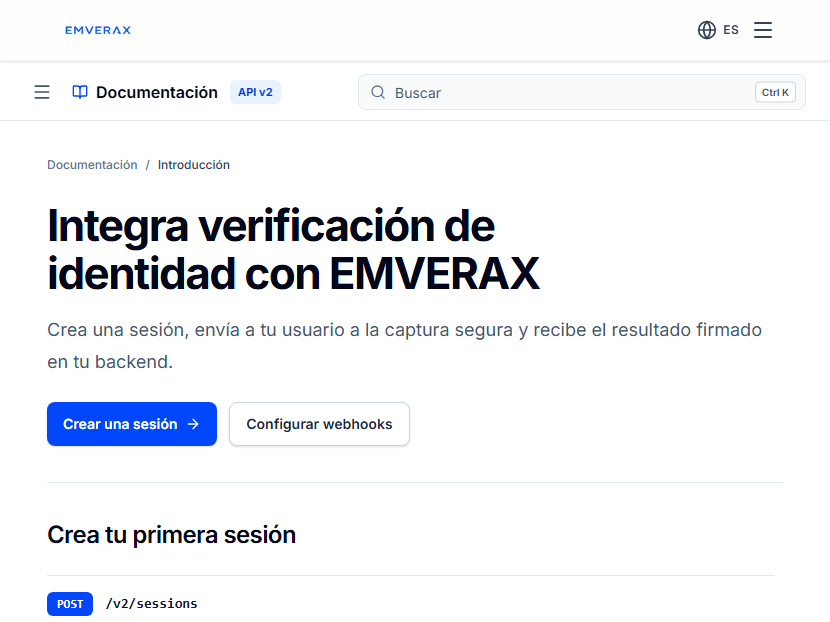 EMVERAX
ES
Documentación
API v2
Buscar
Ctrl K
Documentación / Introducción
Integra verificación de
identidad con EMVERAX
Crea una sesión, envía a tu usuario a la captura segura y recibe el resultado firmado
en tu backend.
Crear una sesión →
Configurar webhooks
Crea tu primera sesión
POST /v2/sessions